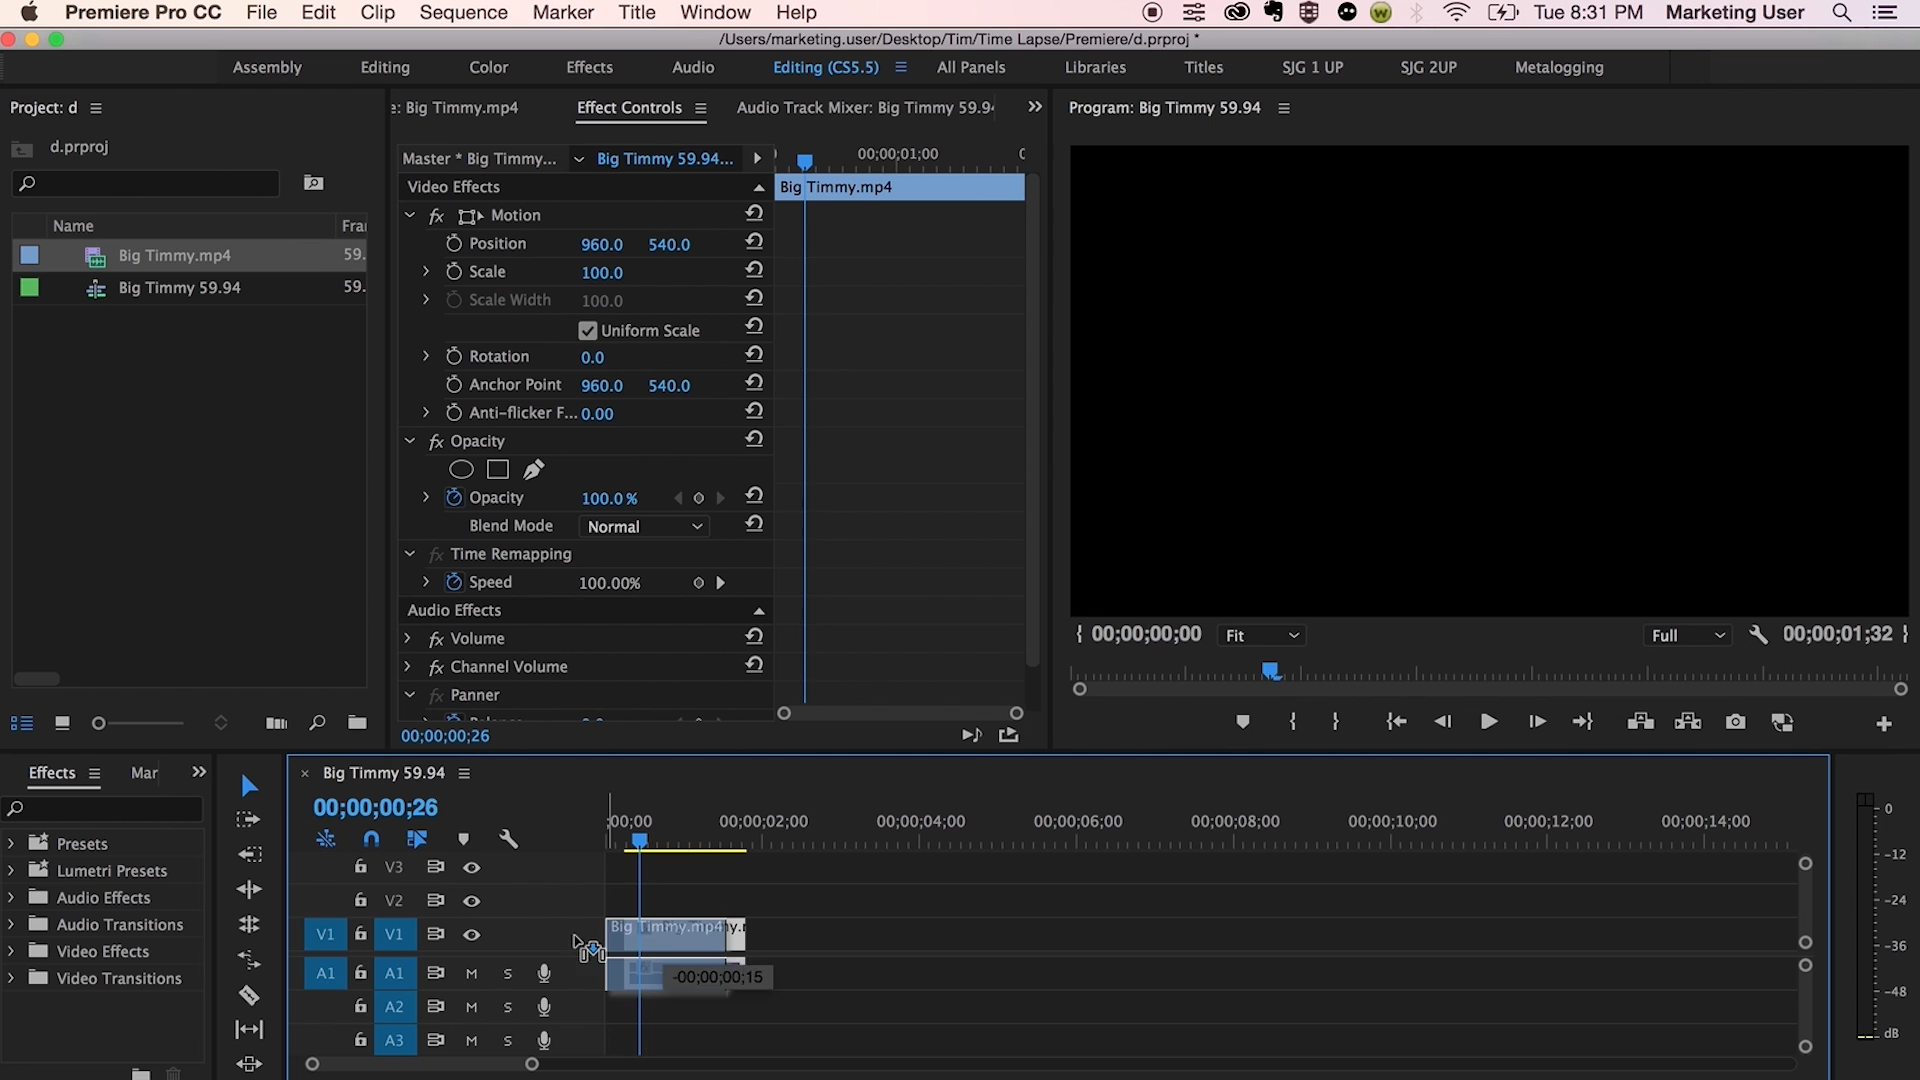 Premiere Pro CC File Edit Clip Sequence Marker Title Window Help Tue 8:31 PM Marketing User
/Users/marketing.user/Desktop/Tim/Time Lapse/Premiere/d.prproj *
Assembly Editing Color Effects Audio Editing (CS5.5) All Panels Libraries Titles SJG 1 UP SJG 2UP Metalogging
Project: d
d.prproj
Name Fra
Big Timmy.mp4 59.
Big Timmy 59.94 59.
e: Big Timmy.mp4 Effect Controls Audio Track Mixer: Big Timmy 59.94
Master * Big Timmy... Big Timmy 59.94... 00;00;01;00
Video Effects Big Timmy.mp4
fx Motion
Position 960.0 540.0
Scale 100.0
Scale Width 100.0
Uniform Scale
Rotation 0.0
Anchor Point 960.0 540.0
Anti-flicker F... 0.00
fx Opacity
Opacity 100.0 %
Blend Mode Normal
fx Time Remapping
Speed 100.00%
Audio Effects
fx Volume
fx Channel Volume
fx Panner
00;00;00;26
Program: Big Timmy 59.94
00;00;00;00 Fit Full 00;00;01;32
Effects Mar
Presets
Lumetri Presets
Audio Effects
Audio Transitions
Video Effects
Video Transitions
× Big Timmy 59.94
00;00;00;26
;00;00 00;00;02;00 00;00;04;00 00;00;06;00 00;00;08;00 00;00;10;00 00;00;12;00 00;00;14;00
V3
V2
V1 V1 Big Timmy.mp4
A1 A1 M S -00;00;00;15
A2 M S
A3 M S
0
-12
-24
-36
-48
dB